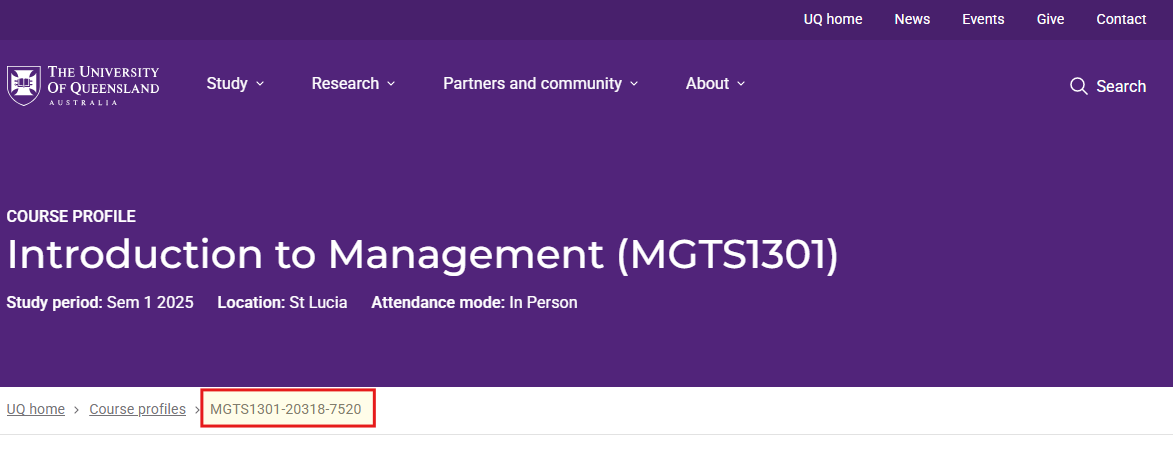 UQ home News Events Give Contact
THE UNIVERSITY
OF QUEENSLAND
AUSTRALIA
Study Research Partners and community About Search
COURSE PROFILE
Introduction to Management (MGTS1301)
Study period: Sem 1 2025 Location: St Lucia Attendance mode: In Person
UQ home > Course profiles > MGTS1301-20318-7520